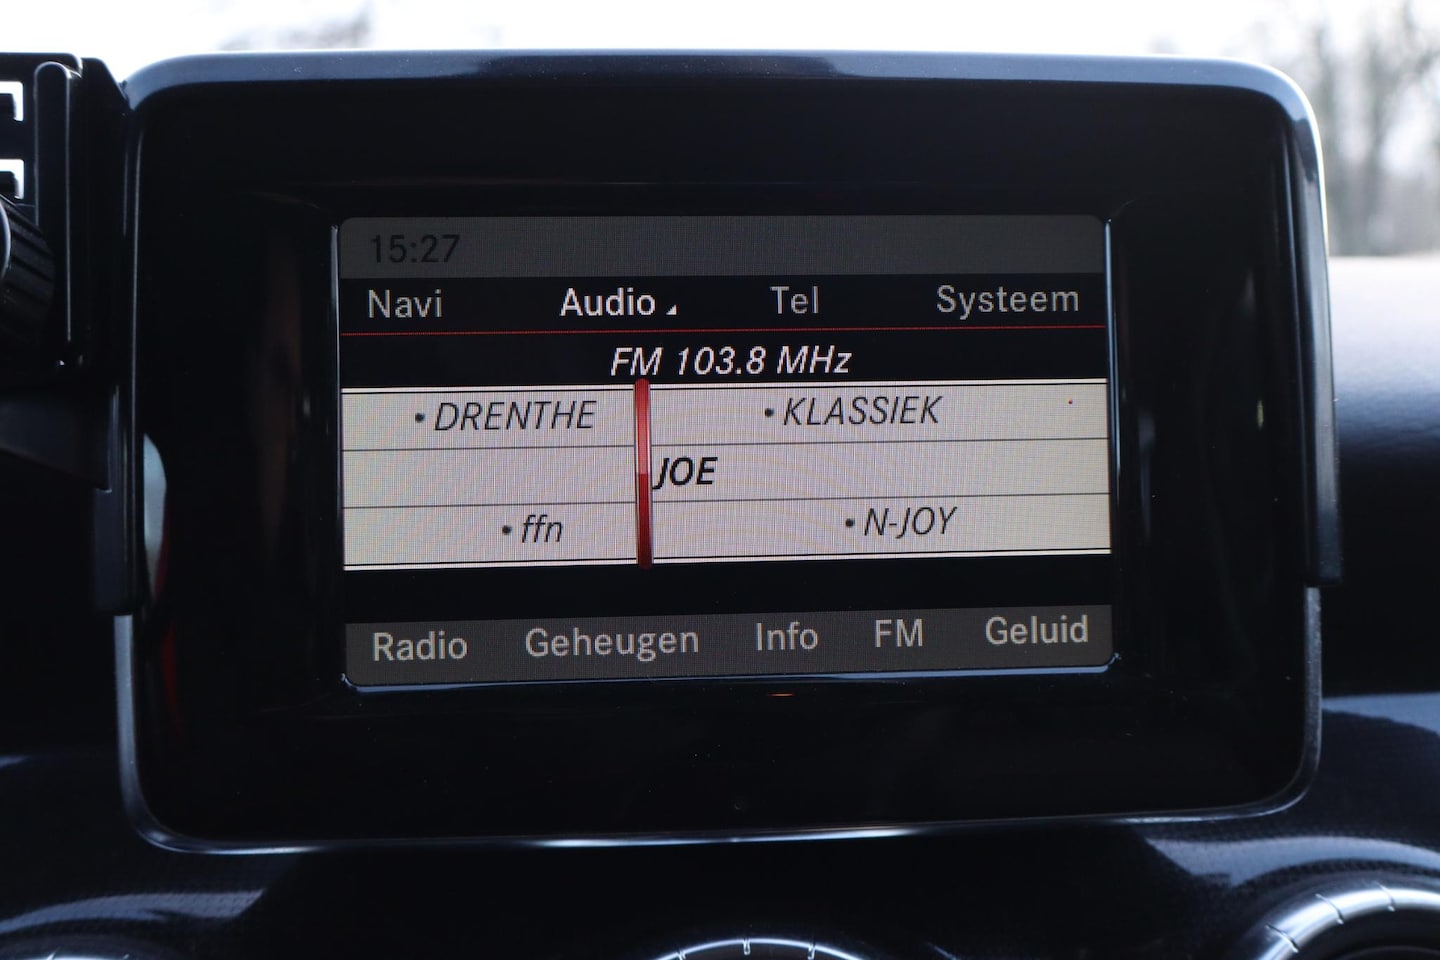 15:27
Navi Audio Tel Systeem
FM 103.8 MHz
• DRENTHE • KLASSIEK
JOE
• ffn • N-JOY
Radio Geheugen Info FM Geluid